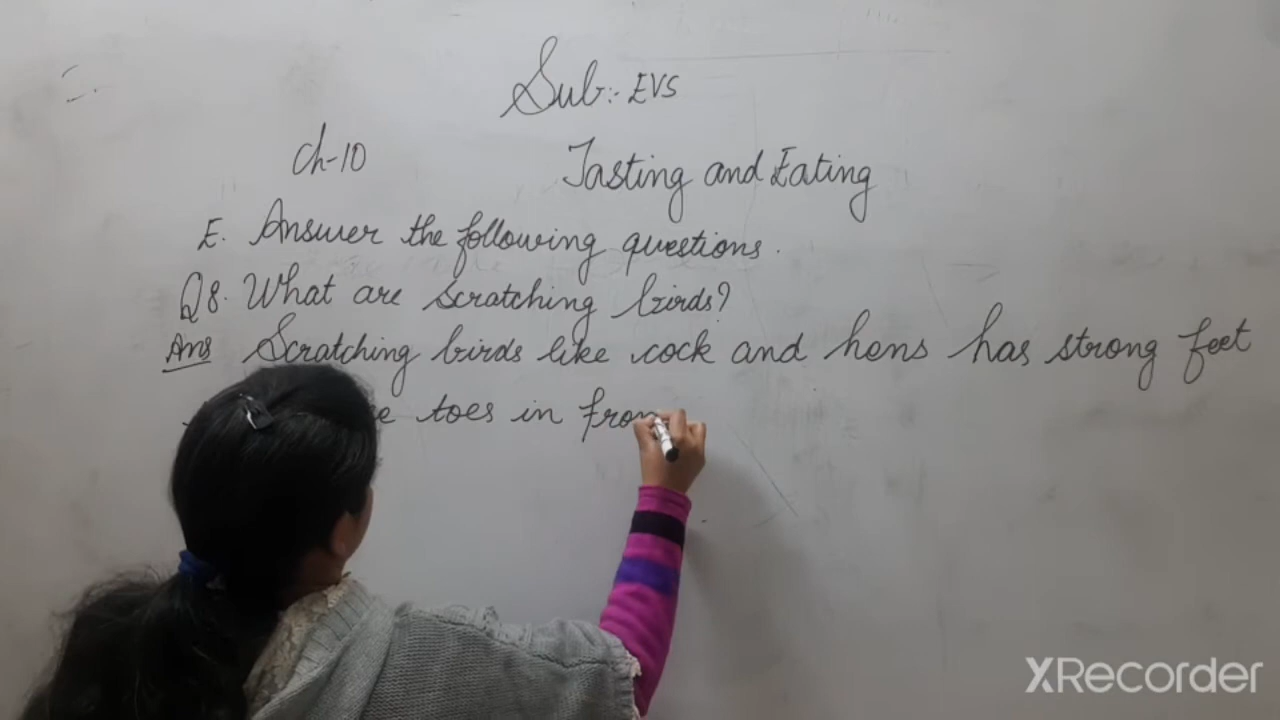 Sub:- EVS
Ch-10 Tasting and Eating
E. Answer the following questions.
Q8. What are scratching birds?
Ans Scratching birds like cock and hens has strong feet
toes in fron
XRecorder